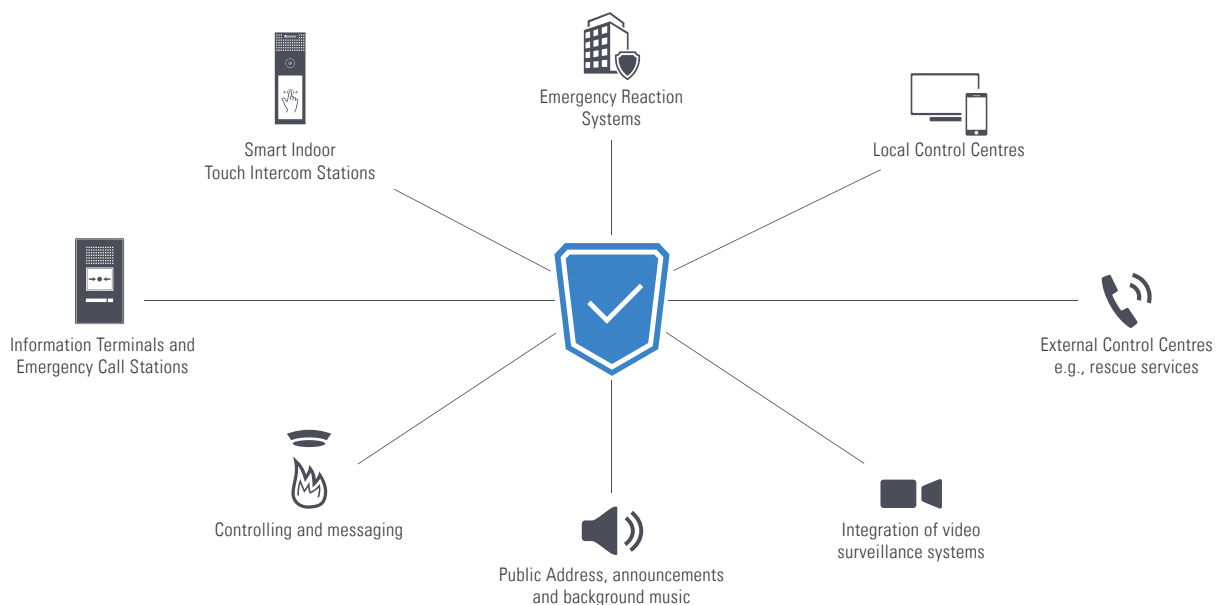 Emergency Reaction
Systems
Smart Indoor
Touch Intercom Stations
Local Control Centres
Information Terminals and
Emergency Call Stations
External Control Centres
e.g., rescue services
Controlling and messaging
Integration of video
surveillance systems
Public Address, announcements
and background music